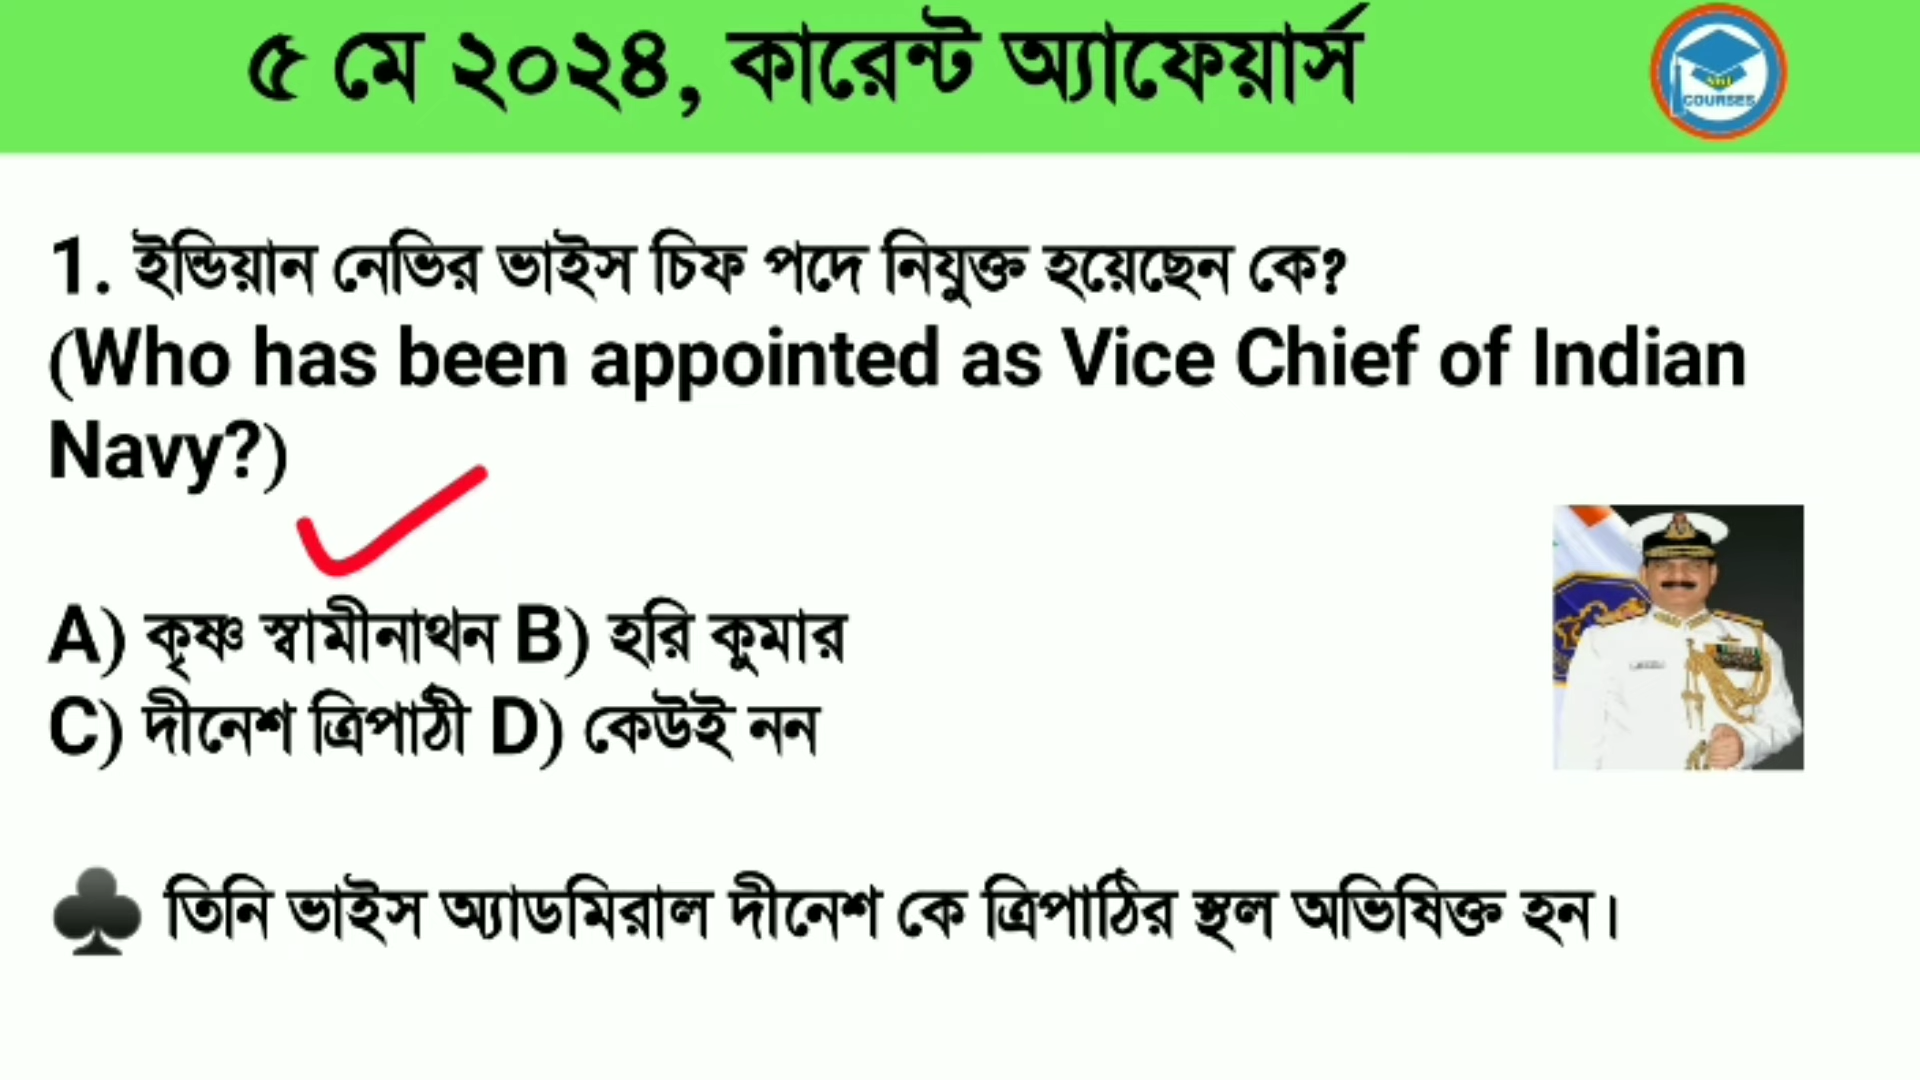 ৫ মে ২০২৪, কারেন্ট অ্যাফেয়ার্স
COURSES
1. ইন্ডিয়ান নেভির ভাইস চিফ পদে নিযুক্ত হয়েছেন কে?
(Who has been appointed as Vice Chief of Indian
Navy?)
A) কৃষ্ণ স্বামীনাথন B) হরি কুমার
C) দীনেশ ত্রিপাঠী D) কেউই নন
♣ তিনি ভাইস অ্যাডমিরাল দীনেশ কে ত্রিপাঠির স্থল অভিষিক্ত হন।